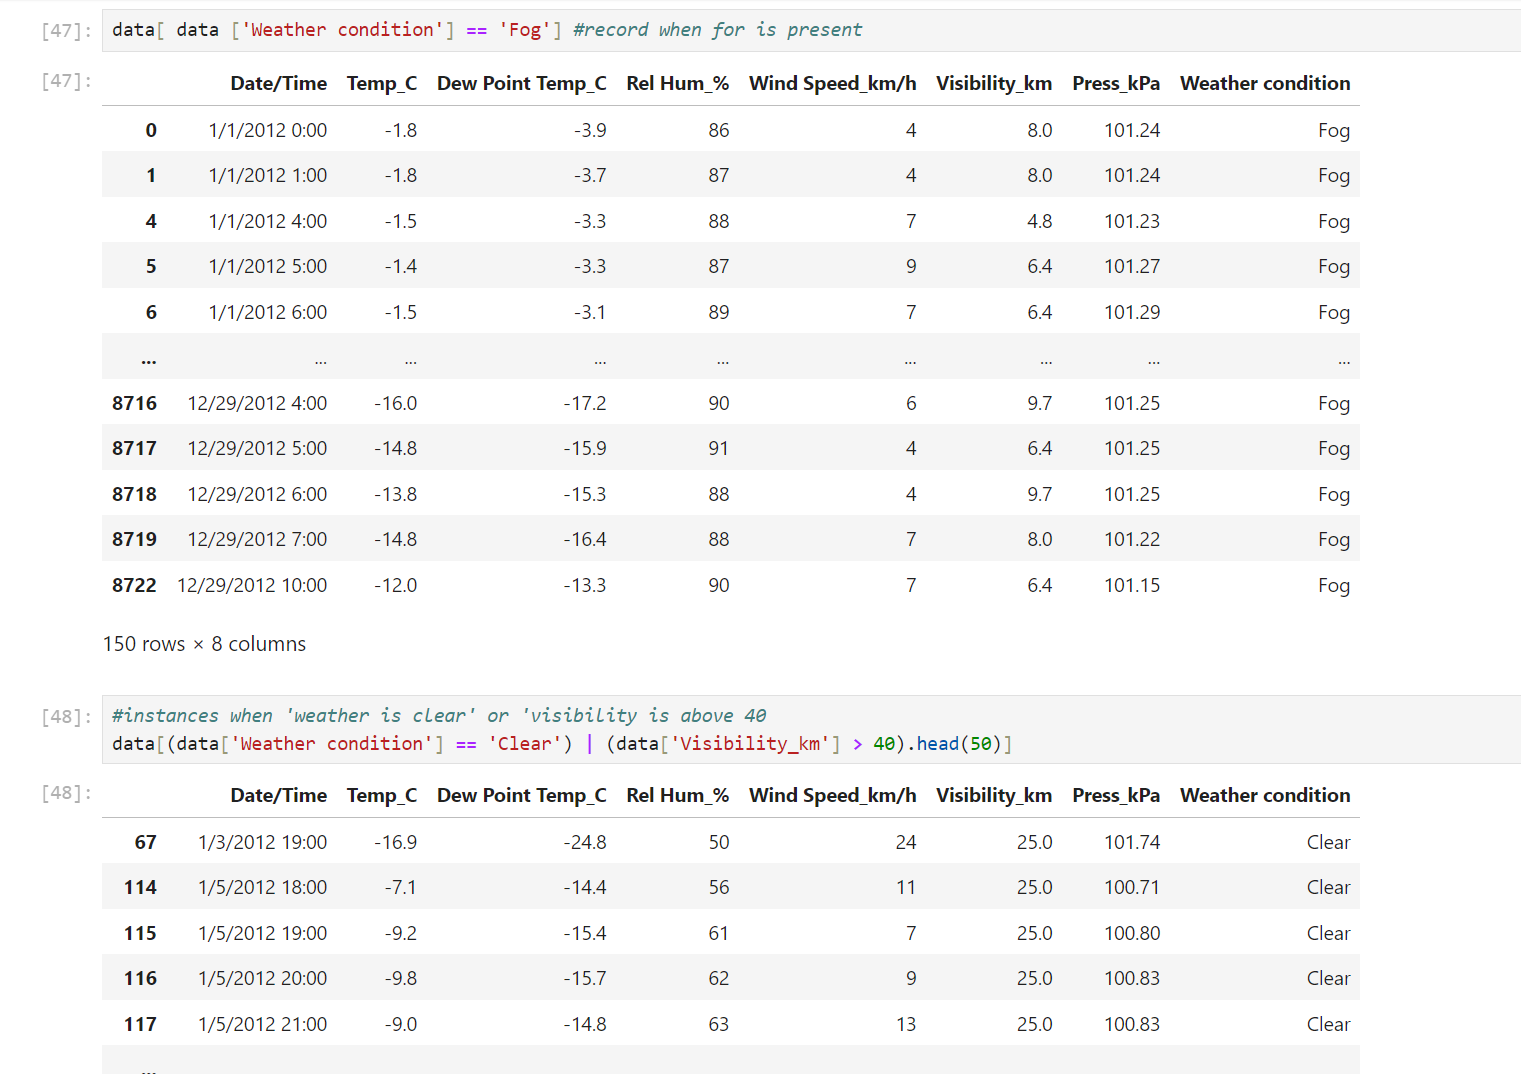 [47]: data[ data ['Weather condition'] == 'Fog'] #record when for is present
[47]: Date/Time Temp_C Dew Point Temp_C Rel Hum_% Wind Speed_km/h Visibility_km Press_kPa Weather condition
0 1/1/2012 0:00 -1.8 -3.9 86 4 8.0 101.24 Fog
1 1/1/2012 1:00 -1.8 -3.7 87 4 8.0 101.24 Fog
4 1/1/2012 4:00 -1.5 -3.3 88 7 4.8 101.23 Fog
5 1/1/2012 5:00 -1.4 -3.3 87 9 6.4 101.27 Fog
6 1/1/2012 6:00 -1.5 -3.1 89 7 6.4 101.29 Fog
... ... ... ... ... ... ... ... ...
8716 12/29/2012 4:00 -16.0 -17.2 90 6 9.7 101.25 Fog
8717 12/29/2012 5:00 -14.8 -15.9 91 4 6.4 101.25 Fog
8718 12/29/2012 6:00 -13.8 -15.3 88 4 9.7 101.25 Fog
8719 12/29/2012 7:00 -14.8 -16.4 88 7 8.0 101.22 Fog
8722 12/29/2012 10:00 -12.0 -13.3 90 7 6.4 101.15 Fog
150 rows × 8 columns
[48]: #instances when 'weather is clear' or 'visibility is above 40
data[(data['Weather condition'] == 'Clear') | (data['Visibility_km'] > 40).head(50)]
[48]: Date/Time Temp_C Dew Point Temp_C Rel Hum_% Wind Speed_km/h Visibility_km Press_kPa Weather condition
67 1/3/2012 19:00 -16.9 -24.8 50 24 25.0 101.74 Clear
114 1/5/2012 18:00 -7.1 -14.4 56 11 25.0 100.71 Clear
115 1/5/2012 19:00 -9.2 -15.4 61 7 25.0 100.80 Clear
116 1/5/2012 20:00 -9.8 -15.7 62 9 25.0 100.83 Clear
117 1/5/2012 21:00 -9.0 -14.8 63 13 25.0 100.83 Clear
...